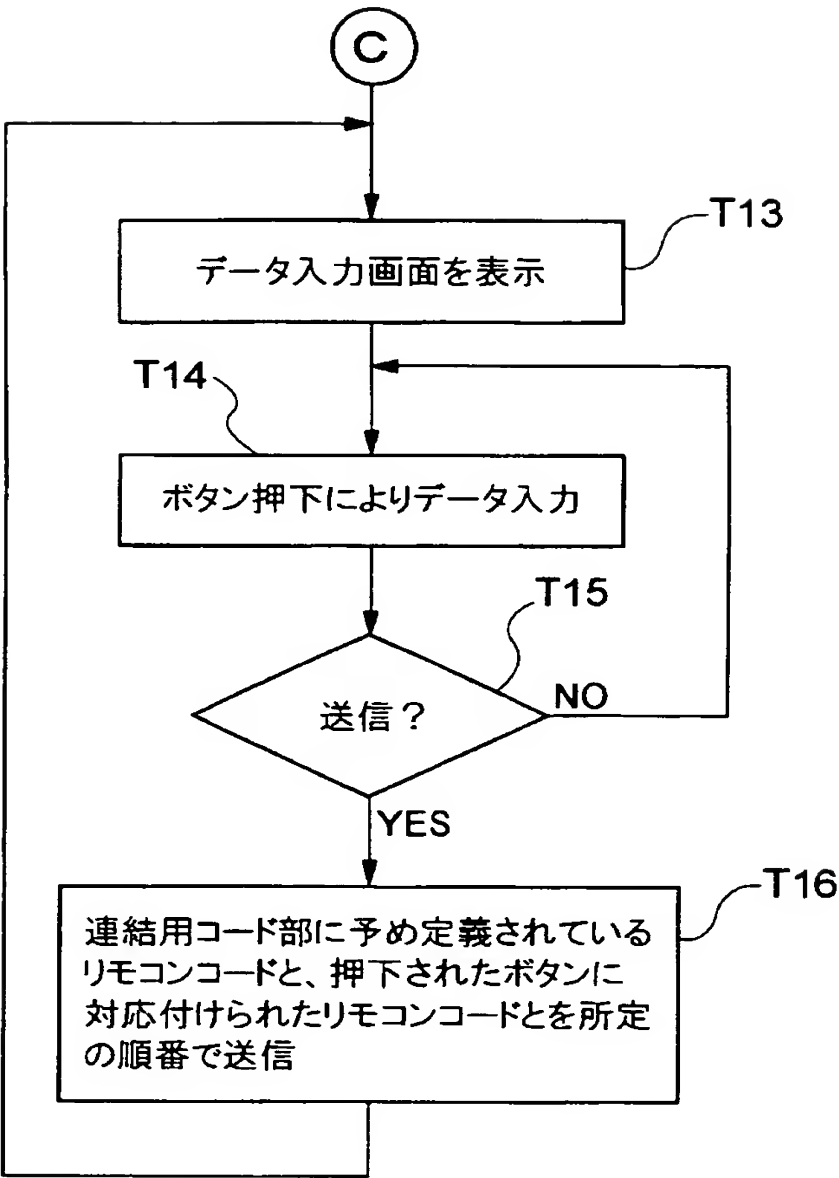 C
T13
データ入力画面を表示
T14
ボタン押下によりデータ入力
T15
送信？
NO
YES
T16
連結用コード部に予め定義されている
リモコンコードと、押下されたボタンに
対応付けられたリモコンコードとを所定
の順番で送信